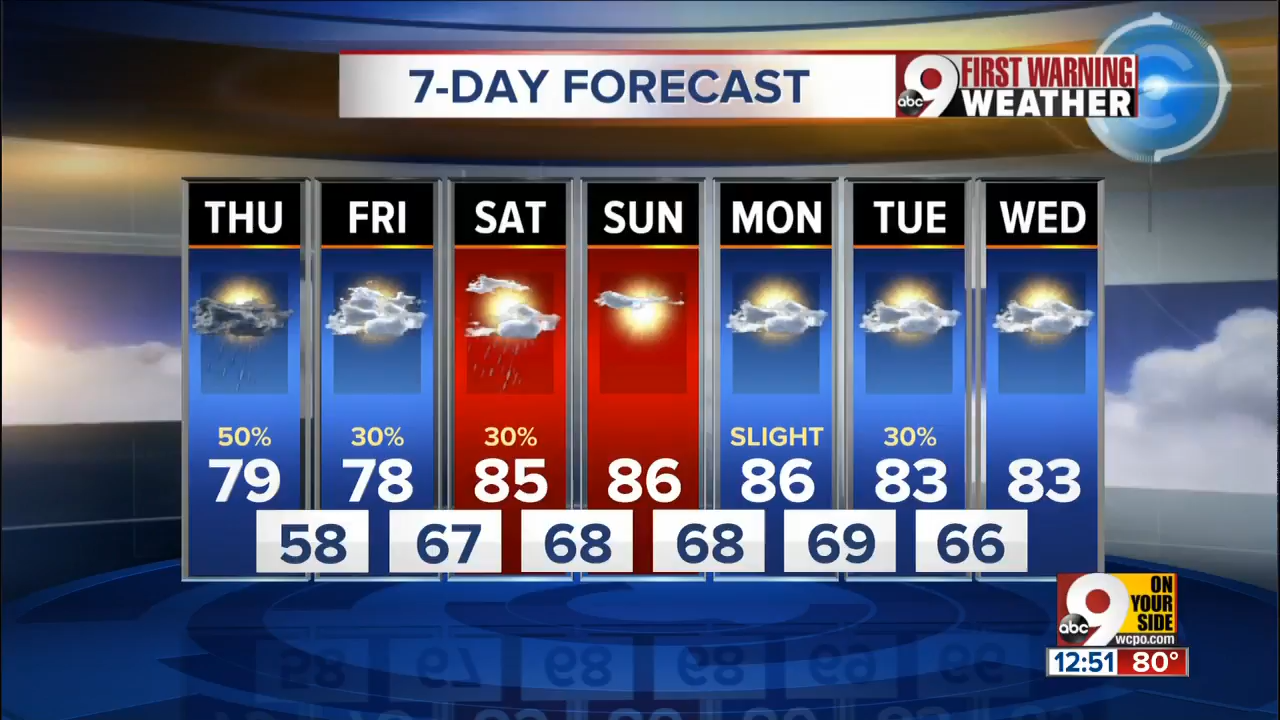 7-DAY FORECAST
abc 9 FIRST WARNING
WEATHER
THU FRI SAT SUN MON TUE WED
50% 30% 30% SLIGHT 30%
79 78 85 86 86 83 83
58 67 68 68 69 66
abc 9 ON
YOUR
SIDE
wcpo.com
12:51 80°